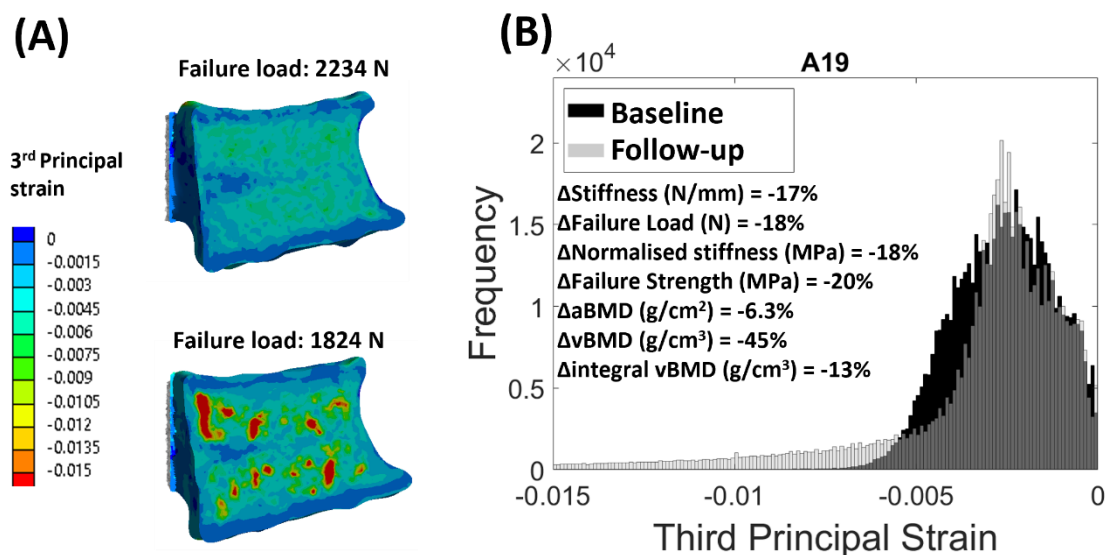 (A)
Failure load: 2234 N
3rd Principal
strain
0
-0.0015
-0.003
-0.0045
-0.006
-0.0075
-0.009
-0.0105
-0.012
-0.0135
-0.015
Failure load: 1824 N
(B)
×10⁴
A19
Baseline
Follow-up
ΔStiffness (N/mm) = -17%
ΔFailure Load (N) = -18%
ΔNormalised stiffness (MPa) = -18%
ΔFailure Strength (MPa) = -20%
ΔaBMD (g/cm²) = -6.3%
ΔvBMD (g/cm³) = -45%
Δintegral vBMD (g/cm³) = -13%
Frequency
2
1.5
1
0.5
0
-0.015
-0.01
-0.005
0
Third Principal Strain